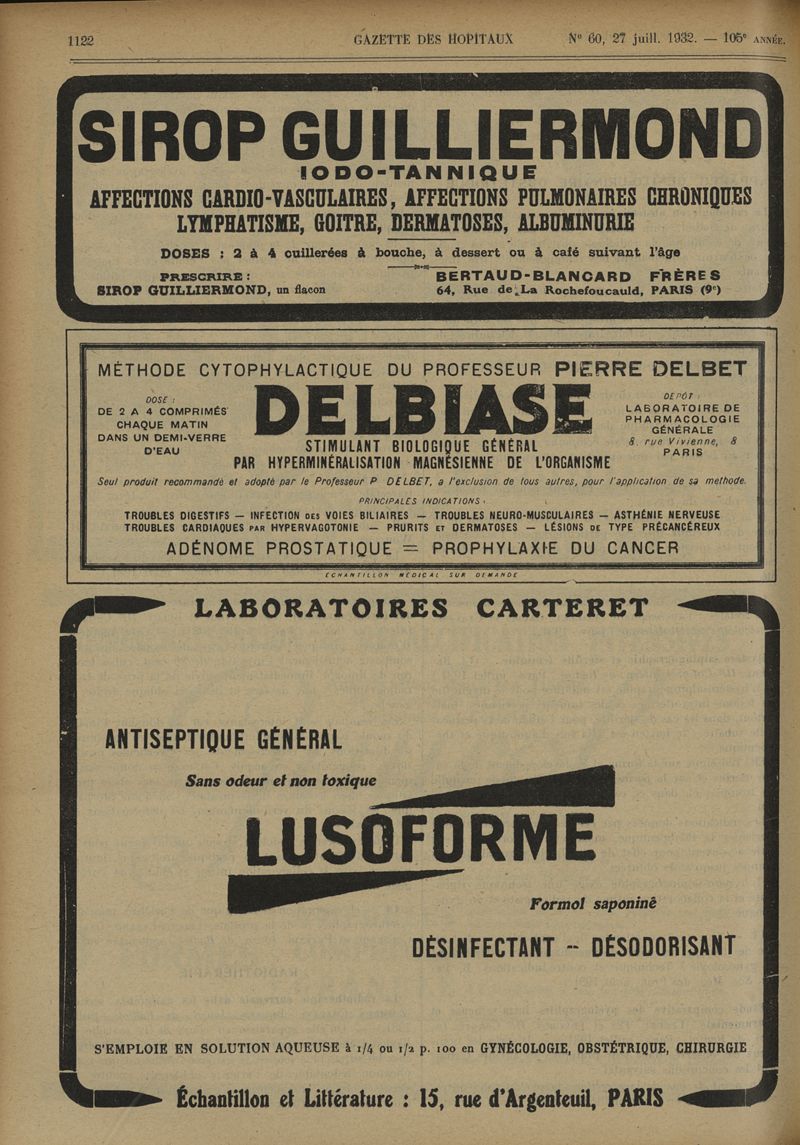 1122 GAZETTE DES HOPITAUX N° 60, 27 juill. 1932. — 105e ANNÉE.
SIROP GUILLIERMOND
IODO-TANNIQUE
AFFECTIONS CARDIO-VASCULAIRES, AFFECTIONS PULMONAIRES CHRONIQUES
LYMPHATISME, GOITRE, DERMATOSES, ALBUMINURIE
DOSES : 2 à 4 cuillerées à bouche, à dessert ou à café suivant l'âge
PRESCRIRE :
SIROP GUILLIERMOND, un flacon
BERTAUD-BLANCARD FRÈRES
64, Rue de La Rochefoucauld, PARIS (9e)
MÉTHODE CYTOPHYLACTIQUE DU PROFESSEUR PIERRE DELBET
DOSE :
DE 2 A 4 COMPRIMÉS
CHAQUE MATIN
DANS UN DEMI-VERRE
D'EAU
DELBIASE
STIMULANT BIOLOGIQUE GÉNÉRAL
PAR HYPERMINÉRALISATION MAGNÉSIENNE DE L'ORGANISME
DEPÔT :
LABORATOIRE DE
PHARMACOLOGIE
GÉNÉRALE
8, rue Vivienne, 8
PARIS
Seul produit recommandé et adopté par le Professeur P DELBET, a l'exclusion de tous autres, pour l'application de sa methode.
PRINCIPALES INDICATIONS :
TROUBLES DIGESTIFS — INFECTION DES VOIES BILIAIRES — TROUBLES NEURO-MUSCULAIRES — ASTHÉNIE NERVEUSE
TROUBLES CARDIAQUES PAR HYPERVAGOTONIE — PRURITS ET DERMATOSES — LÉSIONS DE TYPE PRÉCANCÉREUX
ADÉNOME PROSTATIQUE = PROPHYLAXIE DU CANCER
ECHANTILLON MÉDICAL SUR DEMANDE
LABORATOIRES CARTERET
ANTISEPTIQUE GÉNÉRAL
Sans odeur et non toxique
LUSOFORME
Formol saponiné
DÉSINFECTANT -- DÉSODORISANT
S'EMPLOIE EN SOLUTION AQUEUSE à 1/4 ou 1/2 p. 100 en GYNÉCOLOGIE, OBSTÉTRIQUE, CHIRURGIE
Échantillon et Littérature : 15, rue d'Argenteuil, PARIS